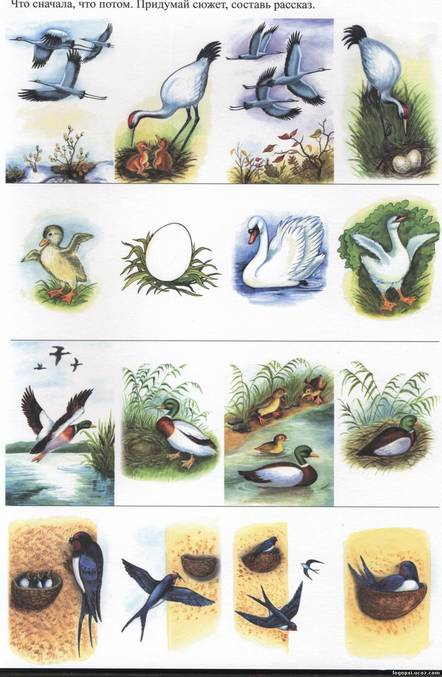 Что сначала, что потом. Придумай сюжет, составь рассказ.
logopsi.ucoz.com